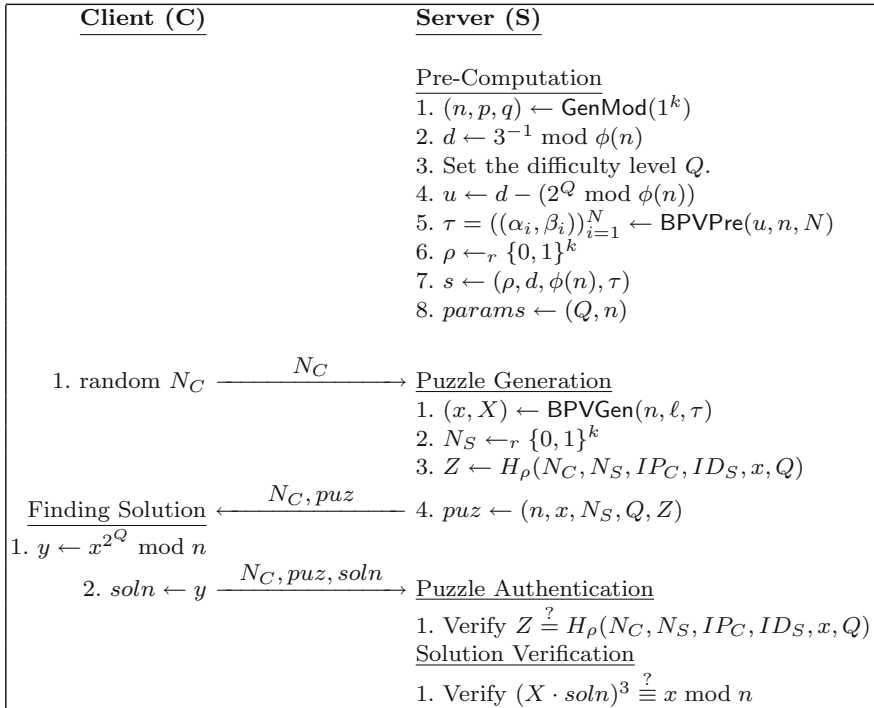 Client (C) Server (S)
Pre-Computation
1. (n, p, q) ← GenMod(1^k)
2. d ← 3^{−1} mod ϕ(n)
3. Set the difficulty level Q.
4. u ← d − (2^Q mod ϕ(n))
5. τ = ((α_i, β_i))_{i=1}^N ← BPVPre(u, n, N)
6. ρ ←_r {0, 1}^k
7. s ← (ρ, d, ϕ(n), τ)
8. params ← (Q, n)
1. random N_C N_C Puzzle Generation
1. (x, X) ← BPVGen(n, ℓ, τ)
2. N_S ←_r {0, 1}^k
3. Z ← H_ρ(N_C, N_S, IP_C, ID_S, x, Q)
Finding Solution N_C, puz 4. puz ← (n, x, N_S, Q, Z)
1. y ← x^{2^Q} mod n
2. soln ← y N_C, puz, soln Puzzle Authentication
1. Verify Z ?= H_ρ(N_C, N_S, IP_C, ID_S, x, Q)
Solution Verification
1. Verify (X · soln)^3 ?≡ x mod n